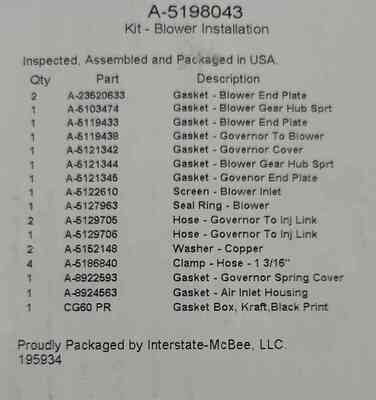 A-5198043
Kit - Blower Installation
Inspected, Assembled and Packaged in USA.
Qty Part Description
2 A-23520633 Gasket - Blower End Plate
1 A-5103474 Gasket - Blower Gear Hub Sprt
1 A-5119433 Gasket - Blower End Plate
1 A-5119439 Gasket - Governor To Blower
1 A-5121342 Gasket - Governor Cover
1 A-5121344 Gasket - Blower Gear Hub Sprt
1 A-5121345 Gasket - Govenor End Plate
1 A-5122610 Screen - Blower Inlet
1 A-5127963 Seal Ring - Blower
2 A-5129705 Hose - Governor To Inj Link
1 A-5129706 Hose - Governor To Inj Link
2 A-5152148 Washer - Copper
4 A-5186840 Clamp - Hose - 1 3/16"
1 A-8922593 Gasket - Governor Spring Cover
1 A-8924563 Gasket - Air Inlet Housing
1 CG60 PR Gasket Box, Kraft,Black Print
Proudly Packaged by Interstate-McBee, LLC.
195934